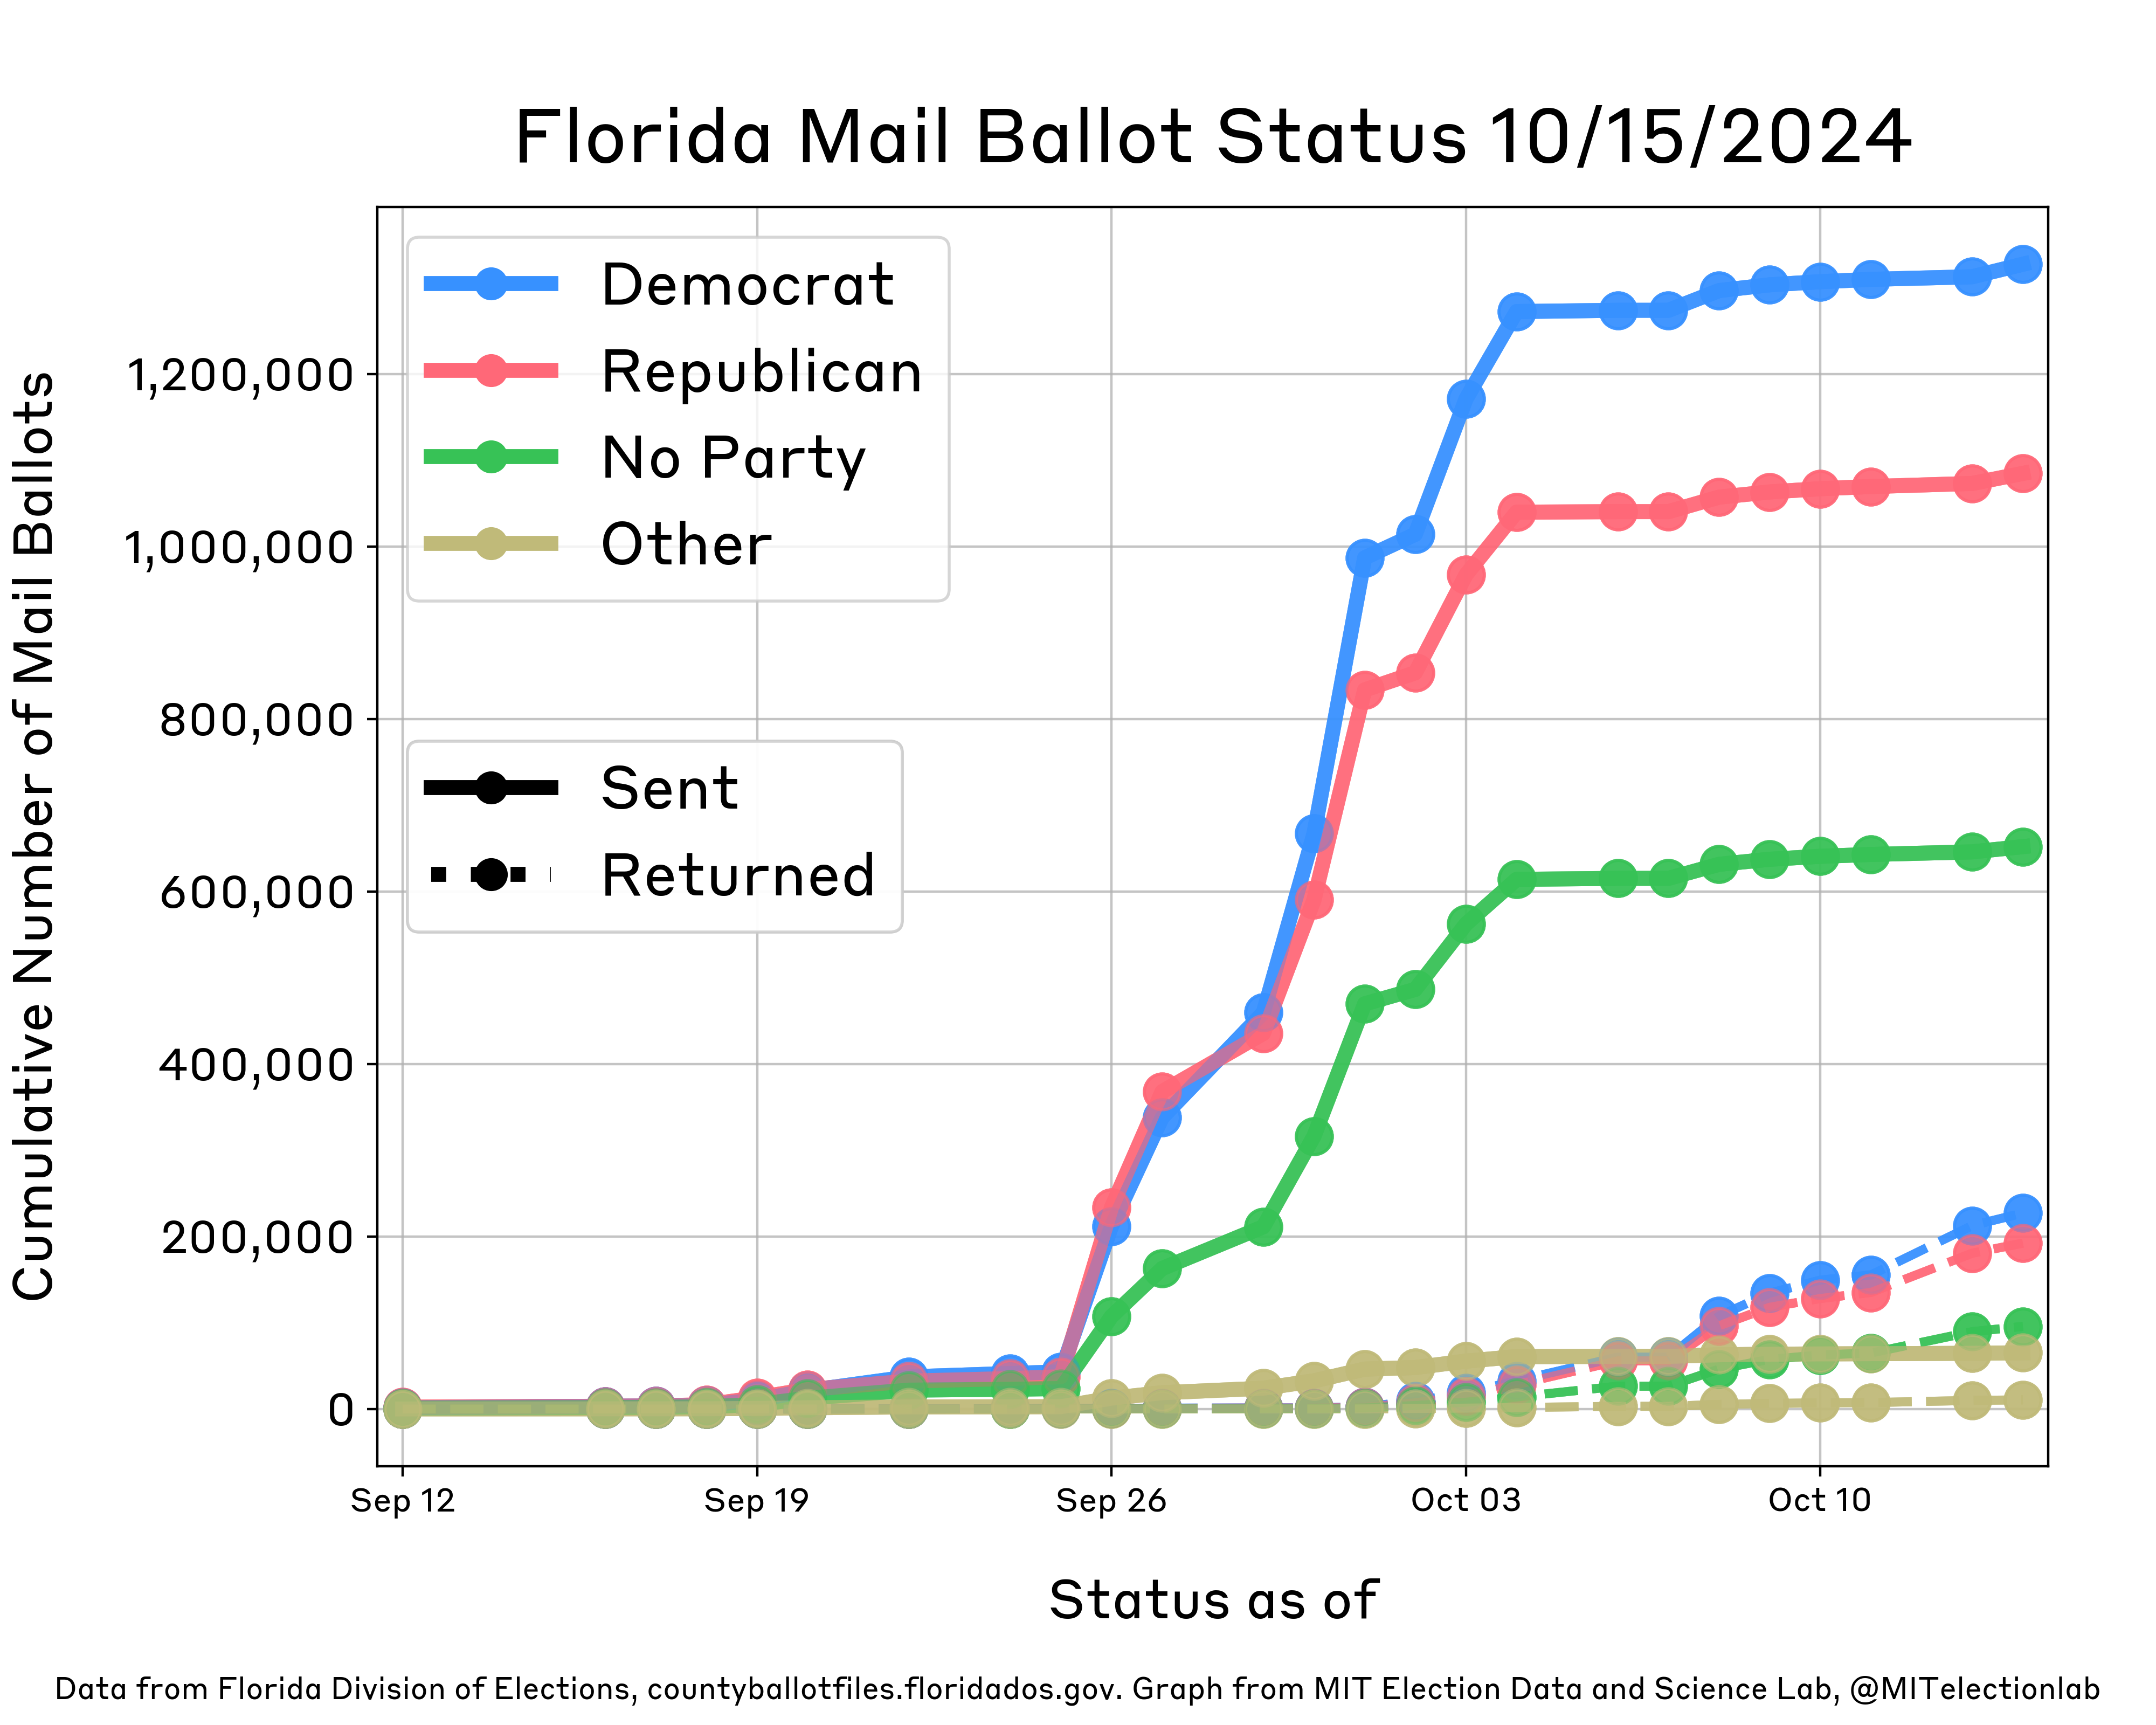 Florida Mail Ballot Status 10/15/2024
Democrat
Republican
No Party
Other
Sent
Returned
Cumulative Number of Mail Ballots
1,200,000
1,000,000
800,000
600,000
400,000
200,000
0
Sep 12
Sep 19
Sep 26
Oct 03
Oct 10
Status as of
Data from Florida Division of Elections, countyballotfiles.floridados.gov. Graph from MIT Election Data and Science Lab, @MITelectionlab